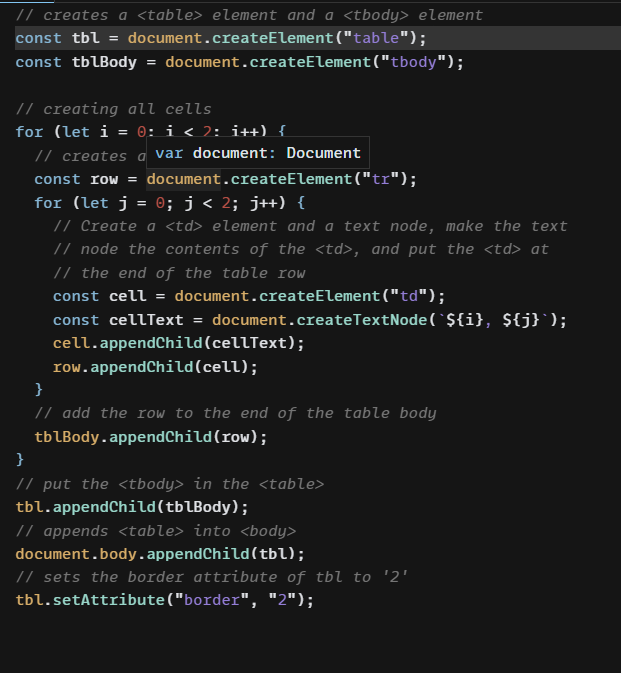 // creates a <table> element and a <tbody> element
const tbl = document.createElement("table");
const tblBody = document.createElement("tbody");

// creating all cells
for (let i = 0; i < 2; i++) {
  // creates a
var document: Document
  const row = document.createElement("tr");
  for (let j = 0; j < 2; j++) {
    // Create a <td> element and a text node, make the text
    // node the contents of the <td>, and put the <td> at
    // the end of the table row
    const cell = document.createElement("td");
    const cellText = document.createTextNode(`${i}, ${j}`);
    cell.appendChild(cellText);
    row.appendChild(cell);
  }
  // add the row to the end of the table body
  tblBody.appendChild(row);
}
// put the <tbody> in the <table>
tbl.appendChild(tblBody);
// appends <table> into <body>
document.body.appendChild(tbl);
// sets the border attribute of tbl to '2'
tbl.setAttribute("border", "2");